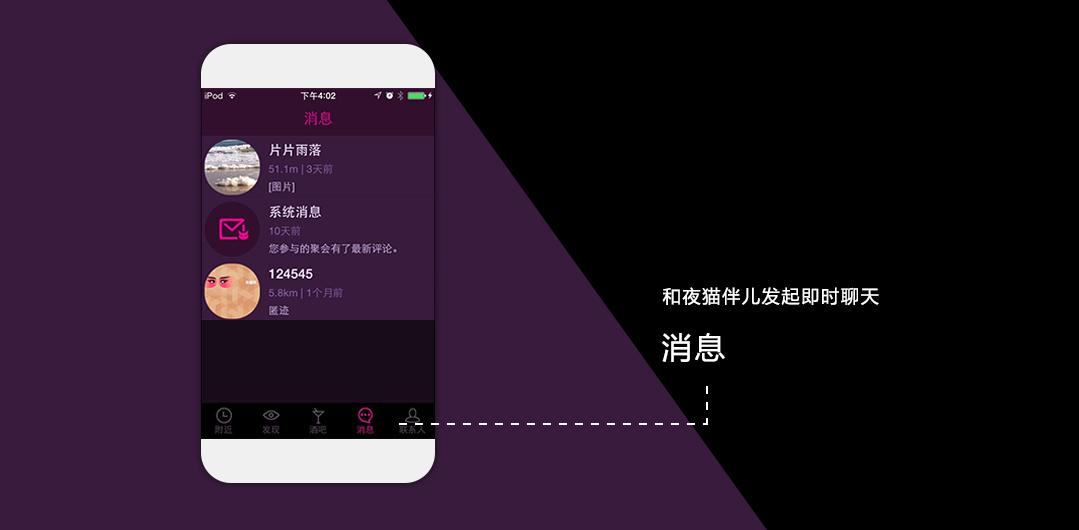 iPod
下午4:02
消息
片片雨落
51.1m | 3天前
[图片]
系统消息
10天前
您参与的聚会有了最新评论。
124545
5.8km | 1个月前
匿迹
附近
发现
酒吧
消息
联系人
和夜猫伴儿发起即时聊天
消息